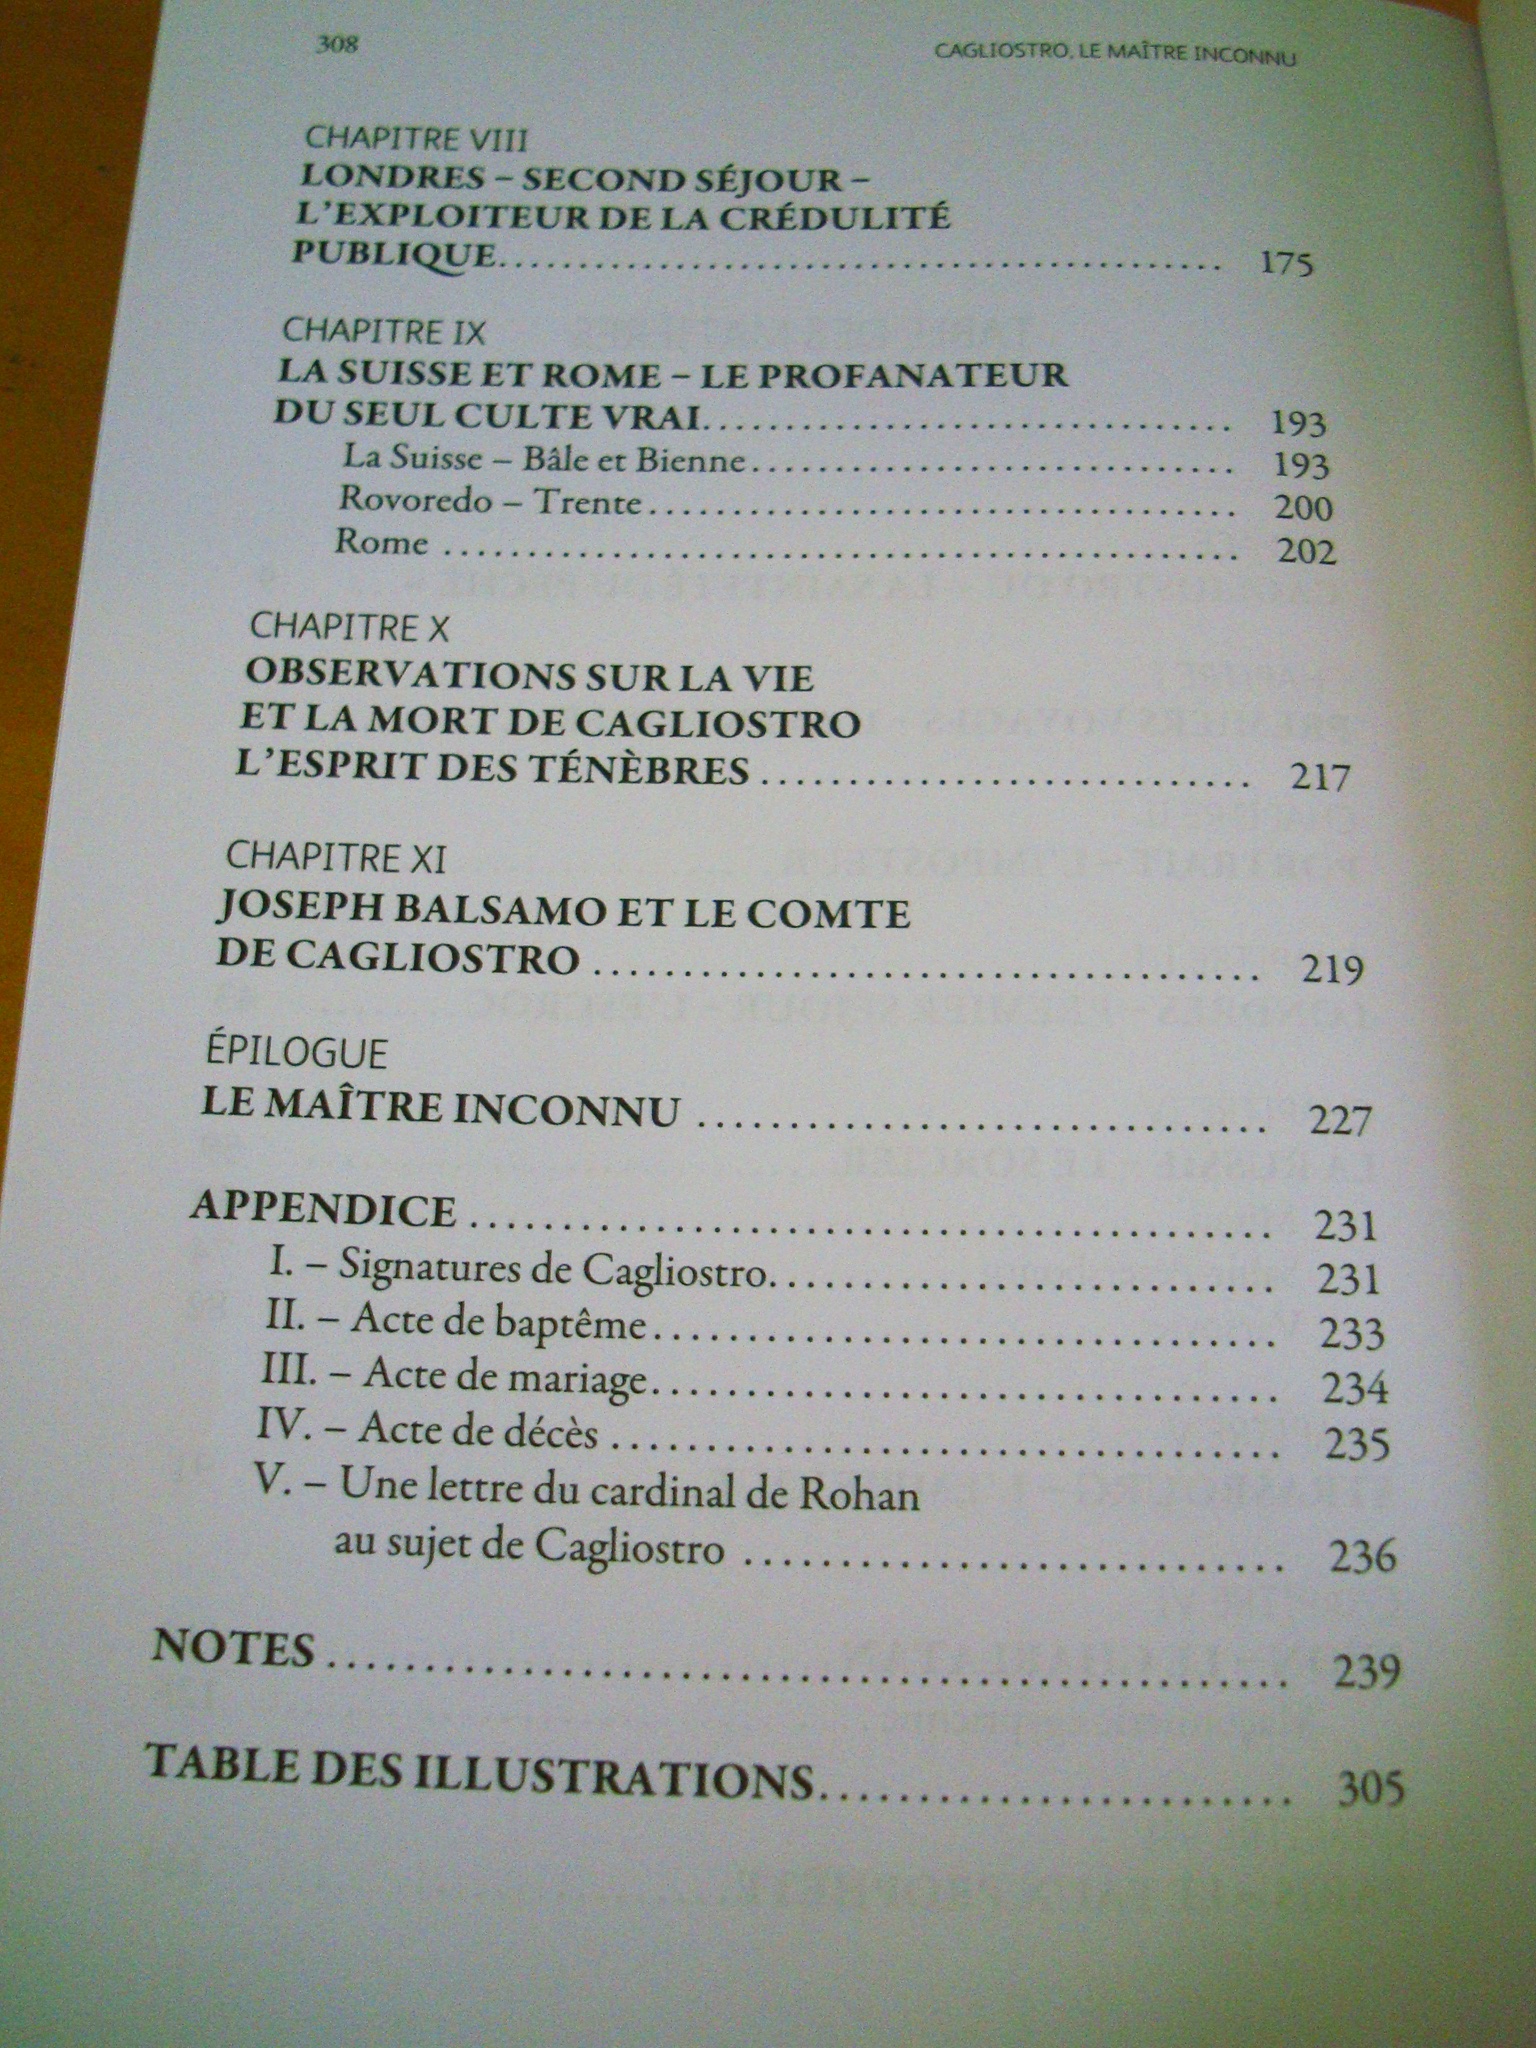 308 CAGLIOSTRO, LE MAÎTRE INCONNU
CHAPITRE VIII
LONDRES – SECOND SÉJOUR –
L'EXPLOITEUR DE LA CRÉDULITÉ
PUBLIQUE........................................................ 175
CHAPITRE IX
LA SUISSE ET ROME – LE PROFANATEUR
DU SEUL CULTE VRAI........................................ 193
La Suisse – Bâle et Bienne.................................... 193
Rovoredo – Trente............................................ 200
Rome ............................................................ 202
CHAPITRE X
OBSERVATIONS SUR LA VIE
ET LA MORT DE CAGLIOSTRO
L'ESPRIT DES TÉNÈBRES .................................... 217
CHAPITRE XI
JOSEPH BALSAMO ET LE COMTE
DE CAGLIOSTRO ................................................ 219
ÉPILOGUE
LE MAÎTRE INCONNU ........................................ 227
APPENDICE ...................................................... 231
I. – Signatures de Cagliostro.................................. 231
II. – Acte de baptême............................................ 233
III. – Acte de mariage........................................... 234
IV. – Acte de décès ............................................... 235
V. – Une lettre du cardinal de Rohan
au sujet de Cagliostro ...................................... 236
NOTES ............................................................. 239
TABLE DES ILLUSTRATIONS............................... 305